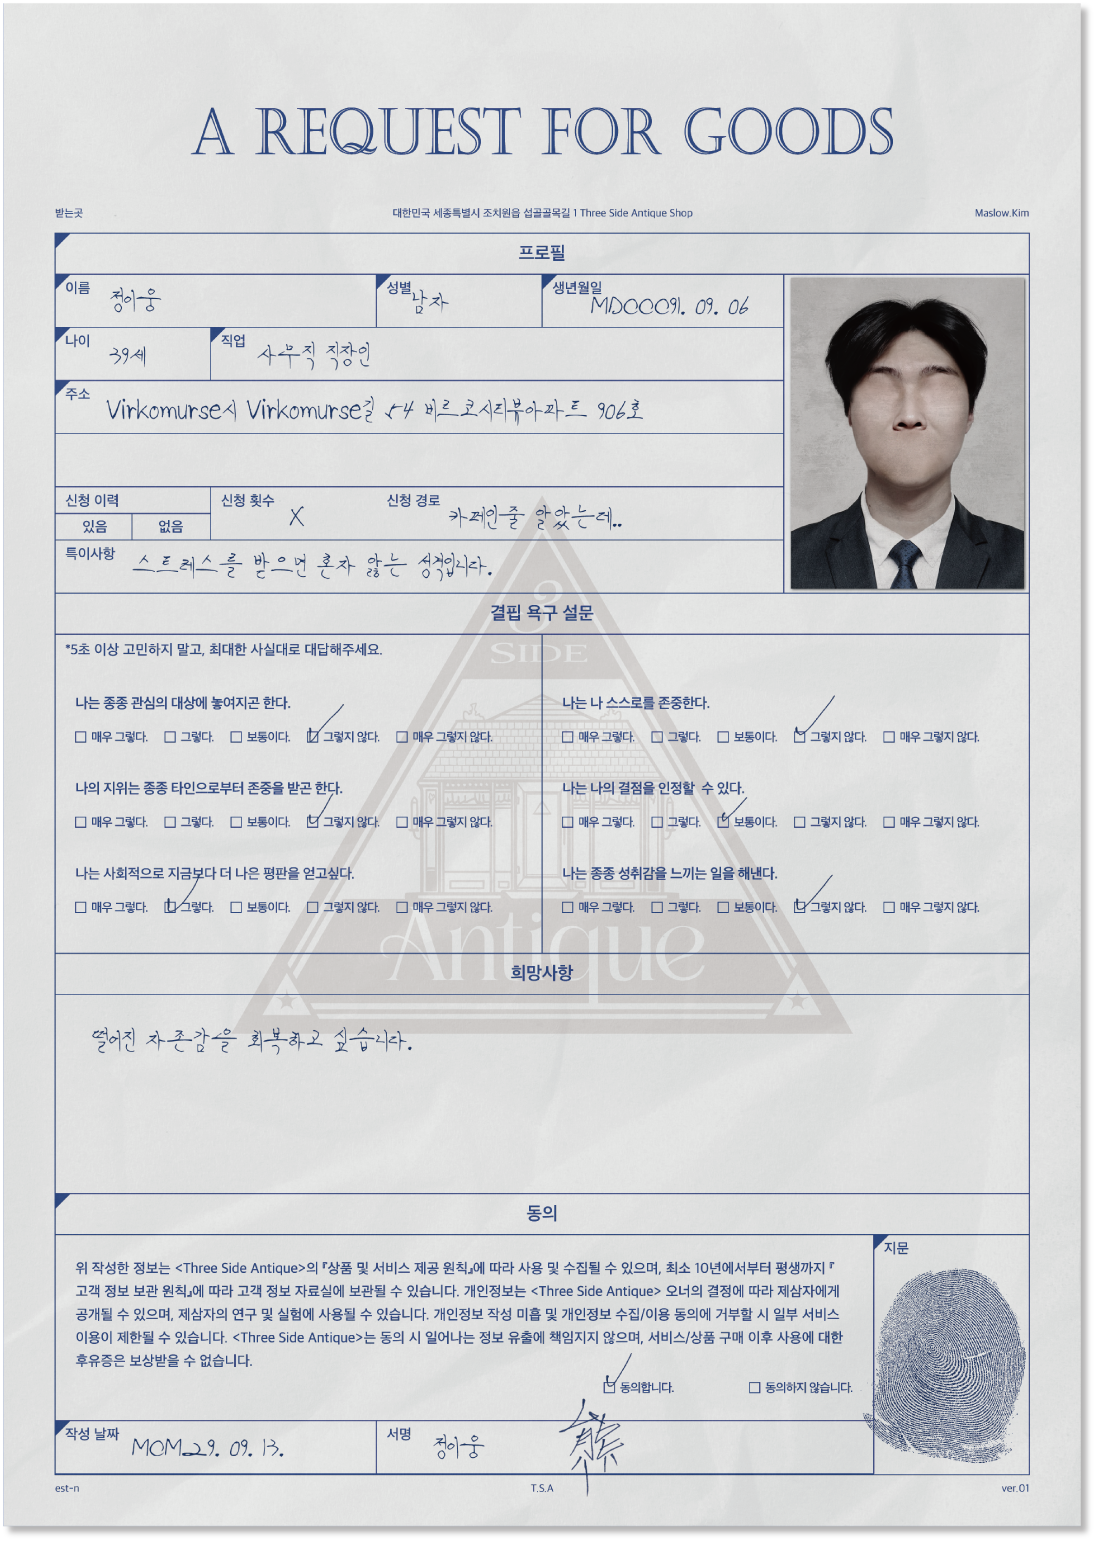 A REQUEST FOR GOODS
받는곳 대한민국 세종특별시 조치원읍 섭골골목길 1 Three Side Antique Shop Maslow.Kim
프로필
이름 정이웅 성별 남자 생년월일 MDCCC91. 09. 06
나이 39세 직업 사무직 직장인
주소 Virkomurse시 Virkomurse길 54 비르코시티뷰아파트 906호
신청 이력 신청 횟수 X 신청 경로 카페인줄 알았는데..
있음 없음
특이사항 스트레스를 받으면 혼자 앓는 성격입니다.
결핍 욕구 설문
3
SIDE
*5초 이상 고민하지 말고, 최대한 사실대로 대답해주세요.
나는 종종 관심의 대상에 놓여지곤 한다. 나는 나 스스로를 존중한다.
매우 그렇다. 그렇다. 보통이다. 그렇지 않다. 매우 그렇지 않다. 매우 그렇다. 그렇다. 보통이다. 그렇지 않다. 매우 그렇지 않다.
나의 지위는 종종 타인으로부터 존중을 받곤 한다. 나는 나의 결점을 인정할 수 있다.
매우 그렇다. 그렇다. 보통이다. 그렇지 않다. 매우 그렇지 않다. 매우 그렇다. 그렇다. 보통이다. 그렇지 않다. 매우 그렇지 않다.
나는 사회적으로 지금보다 더 나은 평판을 얻고싶다. 나는 종종 성취감을 느끼는 일을 해낸다.
매우 그렇다. 그렇다. 보통이다. 그렇지 않다. 매우 그렇지 않다. 매우 그렇다. 그렇다. 보통이다. 그렇지 않다. 매우 그렇지 않다.
Antique
희망사항
떨어진 자존감을 회복하고 싶습니다.
동의
지문
위 작성한 정보는 <Three Side Antique>의 『상품 및 서비스 제공 원칙』에 따라 사용 및 수집될 수 있으며, 최소 10년에서부터 평생까지 『
고객 정보 보관 원칙』에 따라 고객 정보 자료실에 보관될 수 있습니다. 개인정보는 <Three Side Antique> 오너의 결정에 따라 제삼자에게
공개될 수 있으며, 제삼자의 연구 및 실험에 사용될 수 있습니다. 개인정보 작성 미흡 및 개인정보 수집/이용 동의에 거부할 시 일부 서비스
이용이 제한될 수 있습니다. <Three Side Antique>는 동의 시 일어나는 정보 유출에 책임지지 않으며, 서비스/상품 구매 이후 사용에 대한
후유증은 보상받을 수 없습니다.
동의합니다. 동의하지 않습니다.
작성 날짜 MCM29. 09. 13. 서명 정이웅 熊
est-n T.S.A ver.01